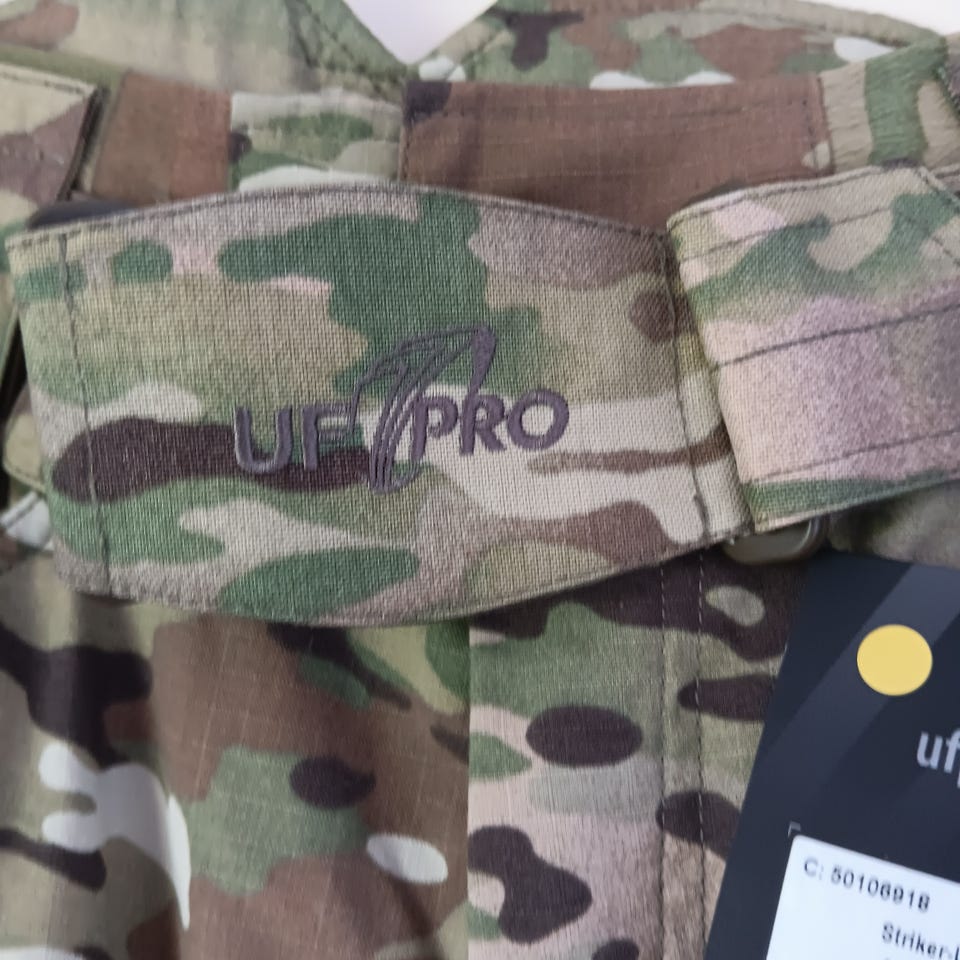 UF PRO
uf
C: 50106918
Striker-